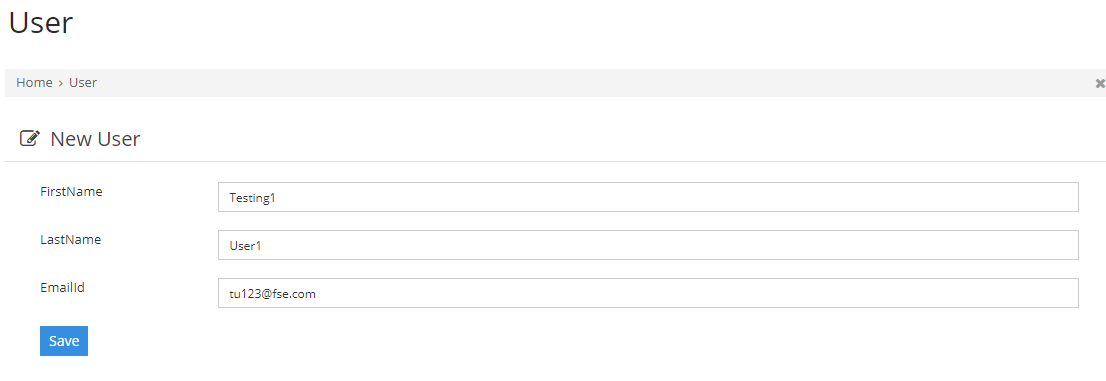 User
Home › User
New User
FirstName Testing1
LastName User1
EmailId tu123@fse.com
Save